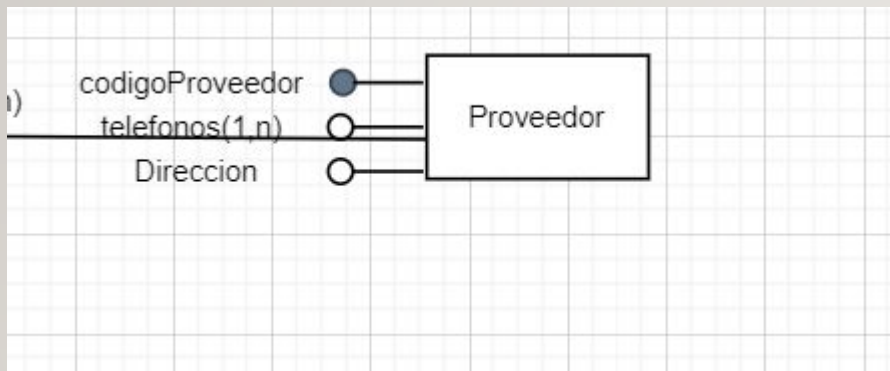 codigoProveedor
n)
telefonos(1,n)
Proveedor
Direccion